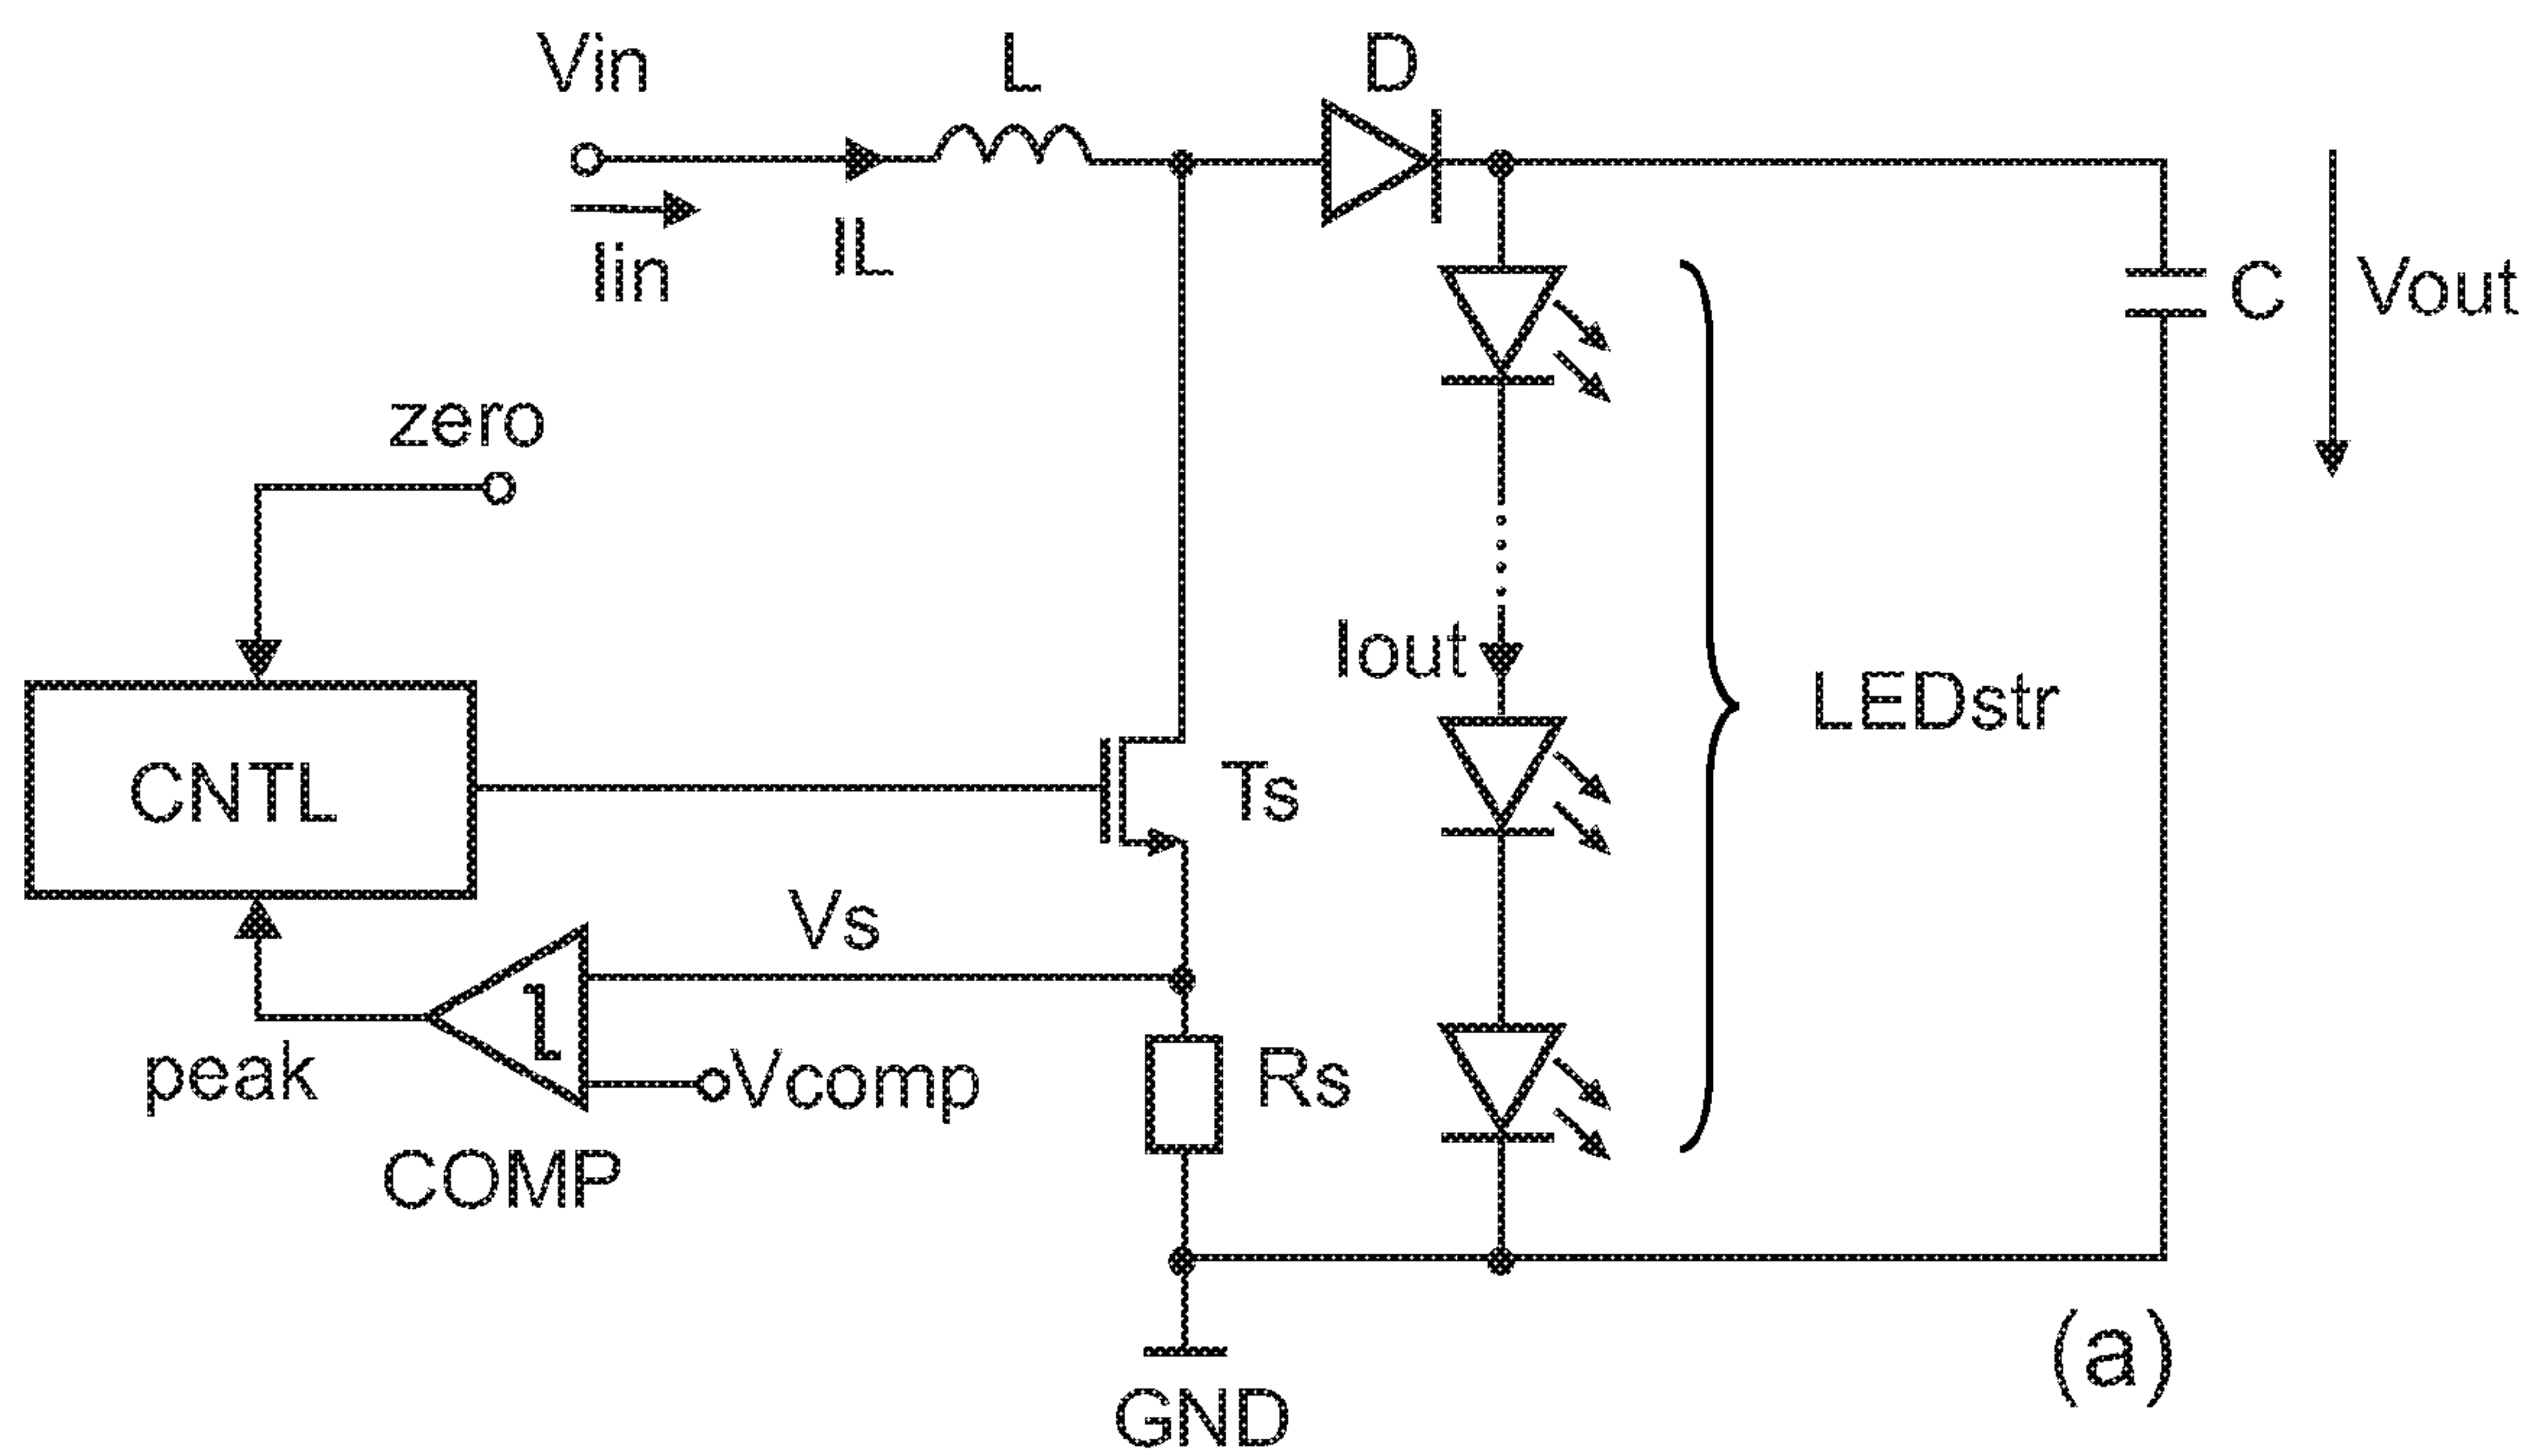 Vin
L
D
Iin
IL
C
Vout
zero
Iout
LEDstr
CNTL
Ts
Vs
peak
Vcomp
Rs
COMP
(a)
GND